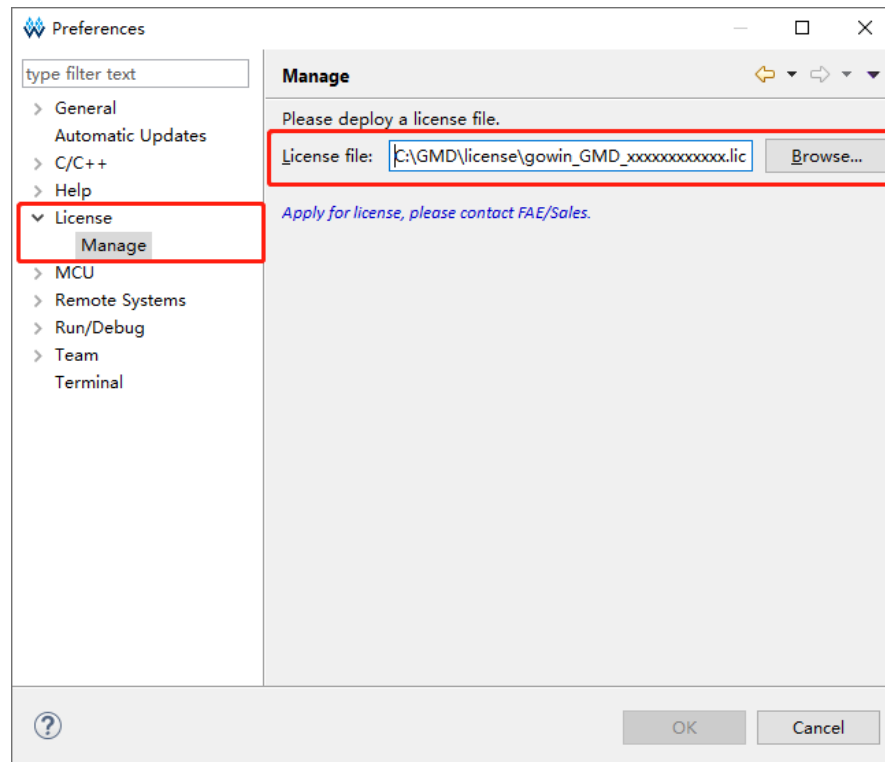 Preferences
type filter text
General
Automatic Updates
C/C++
Help
License
Manage
MCU
Remote Systems
Run/Debug
Team
Terminal
Manage
Please deploy a license file.
License file: C:\GMD\license\gowin_GMD_xxxxxxxxxxxx.lic Browse...
Apply for license, please contact FAE/Sales.
OK Cancel